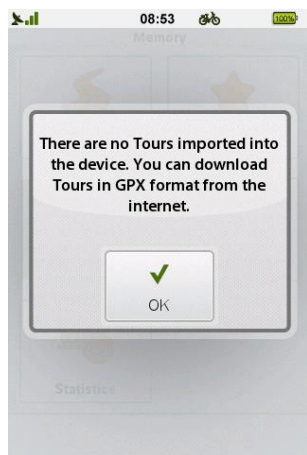 08:53
100%
Memory
There are no Tours imported into
the device. You can download
Tours in GPX format from the
internet.
OK
Statistics